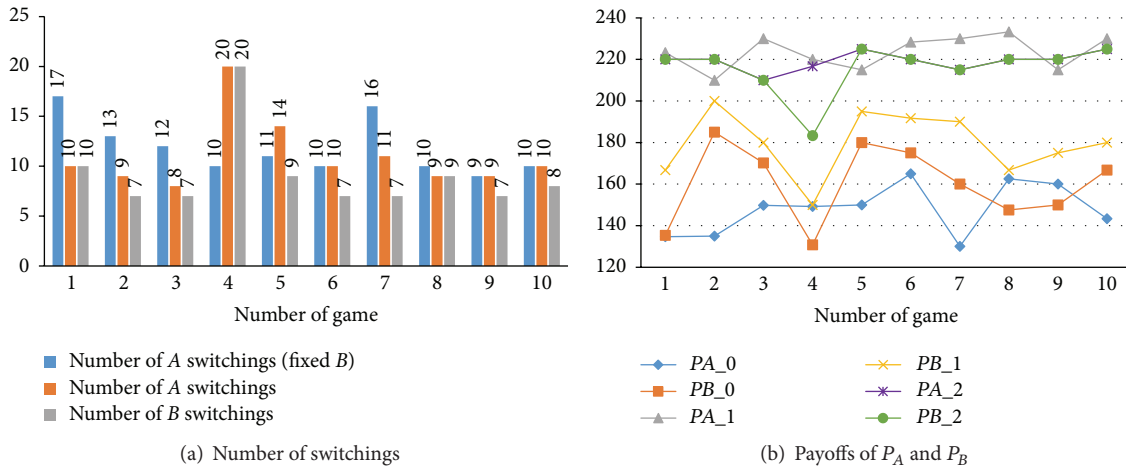 25
20
15
10
5
0
17
10
10
13
9
7
12
8
7
10
20
20
11
14
9
10
10
7
16
11
7
10
9
9
9
9
7
10
10
8
1 2 3 4 5 6 7 8 9 10
Number of game
Number of A switchings (fixed B)
Number of A switchings
Number of B switchings
(a) Number of switchings
240
220
200
180
160
140
120
1 2 3 4 5 6 7 8 9 10
Number of game
PA_0
PB_0
PA_1
PB_1
PA_2
PB_2
(b) Payoffs of PA and PB